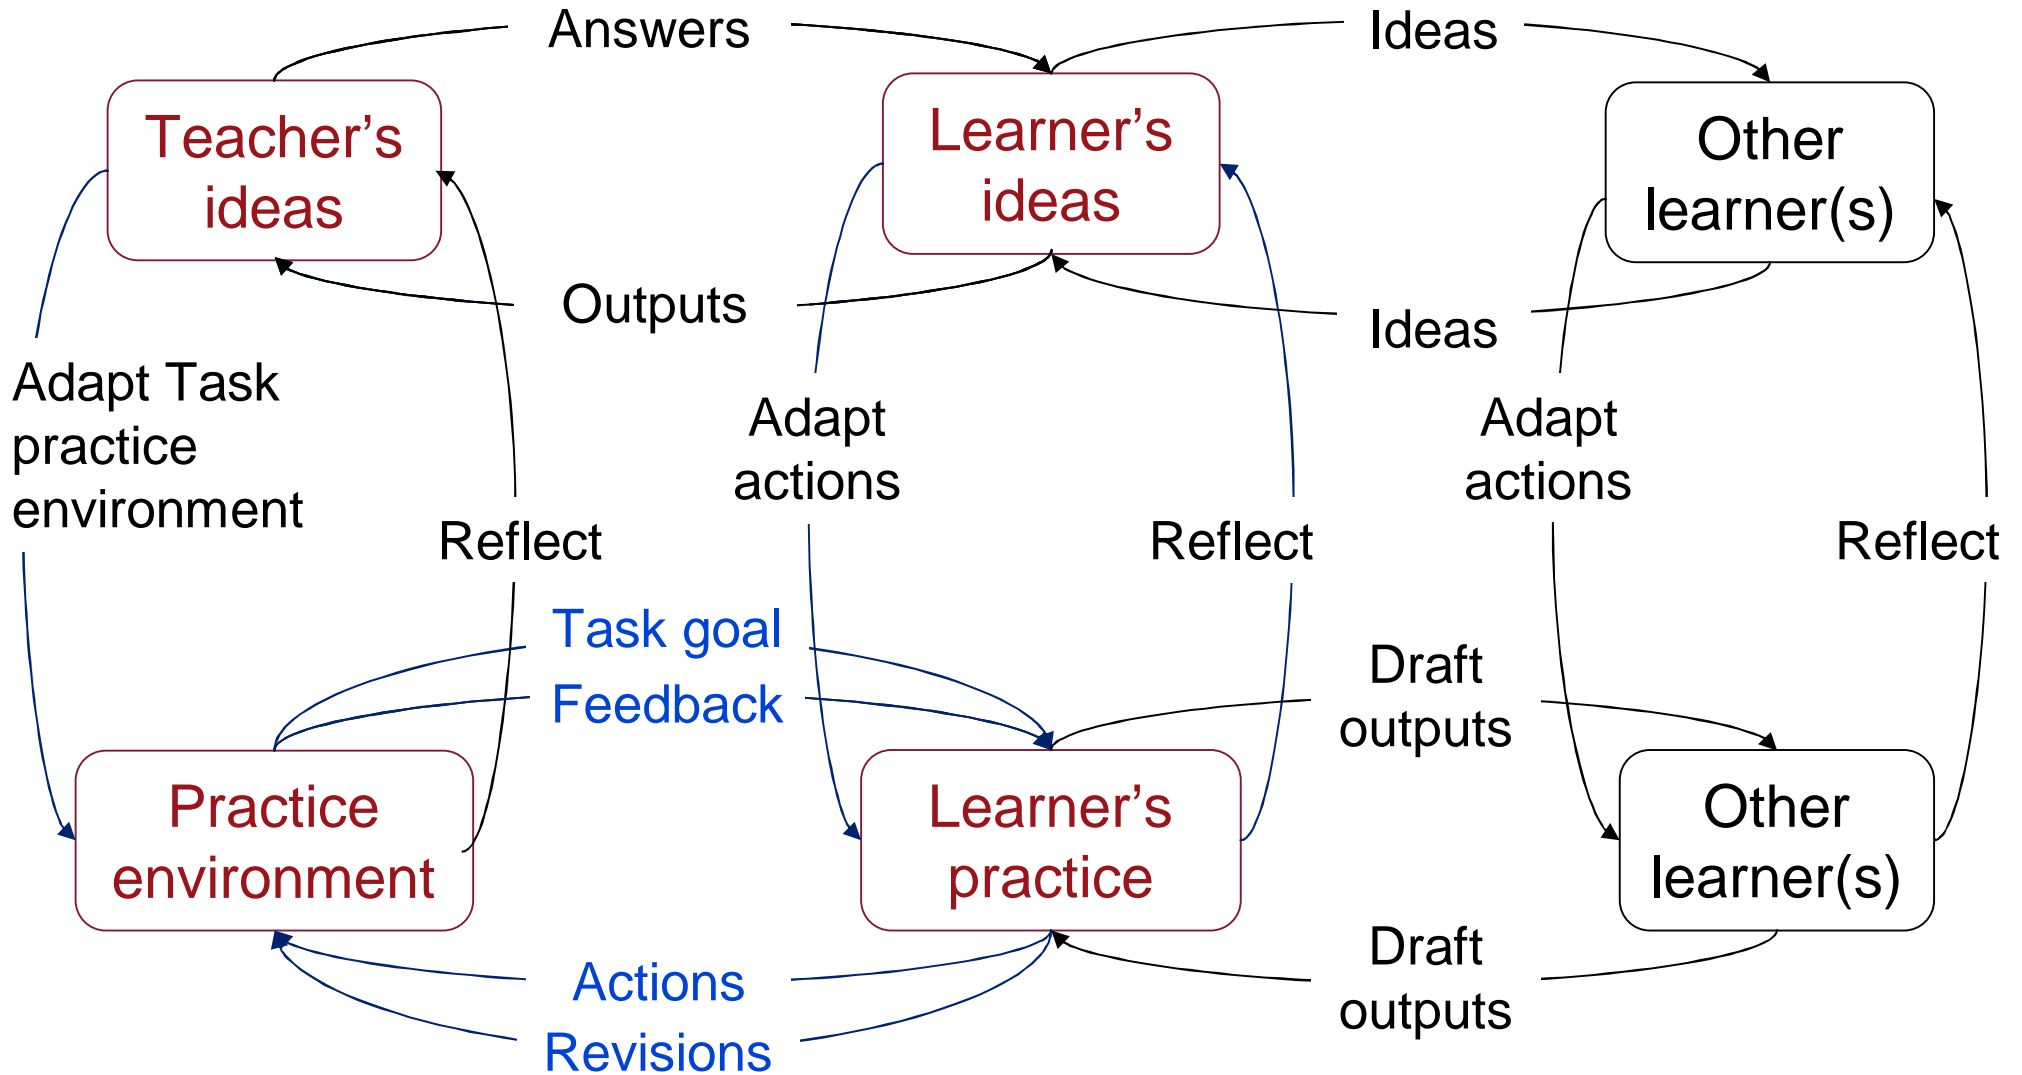 Answers
Ideas
Teacher’s
ideas
Learner’s
ideas
Other
learner(s)
Outputs
Ideas
Adapt Task
practice
environment
Adapt
actions
Adapt
actions
Reflect
Reflect
Reflect
Task goal
Feedback
Draft
outputs
Practice
environment
Learner’s
practice
Other
learner(s)
Actions
Revisions
Draft
outputs